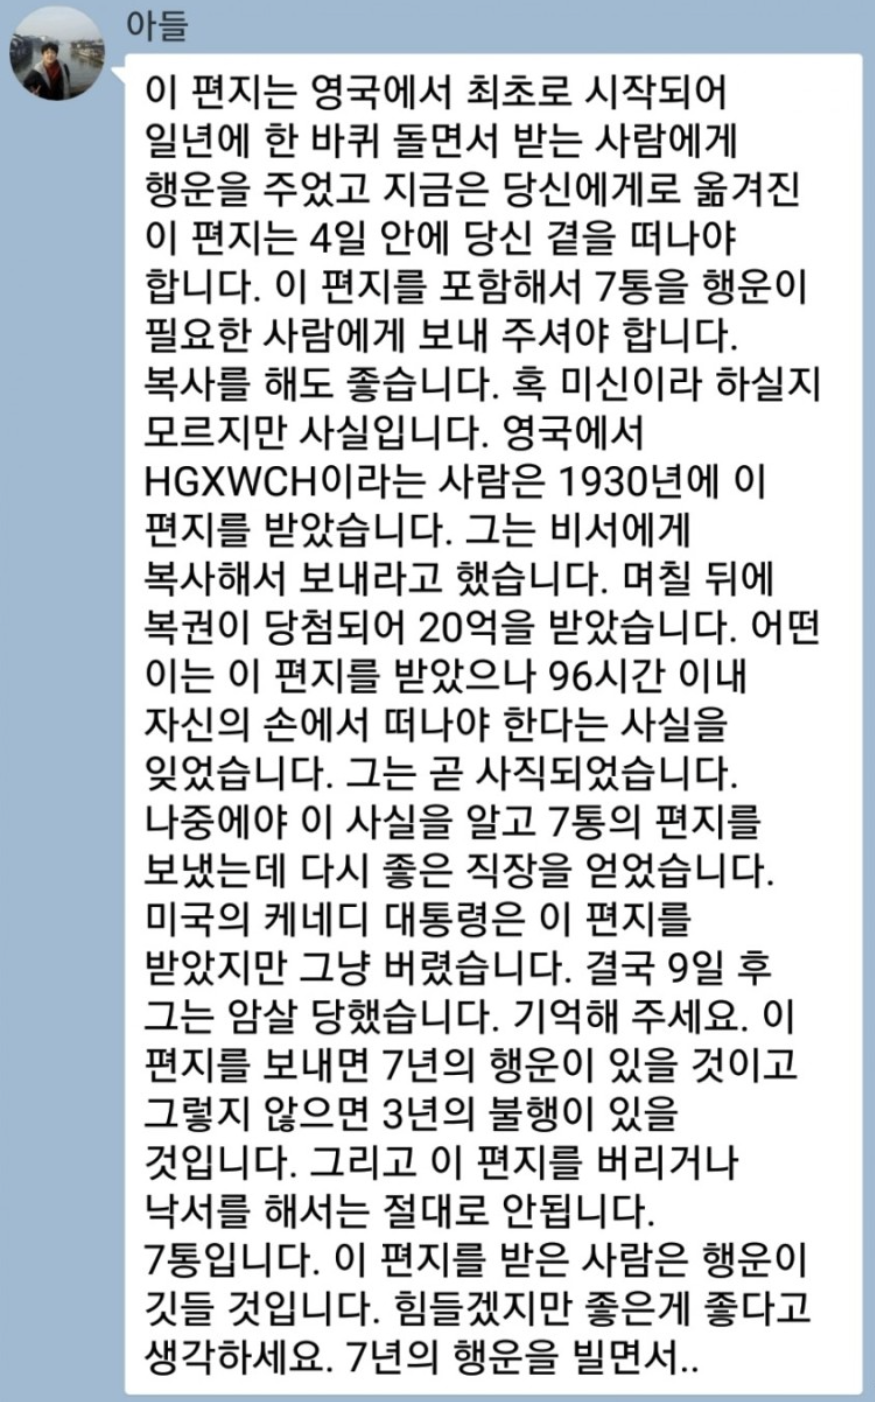 아들
이 편지는 영국에서 최초로 시작되어
일년에 한 바퀴 돌면서 받는 사람에게
행운을 주었고 지금은 당신에게로 옮겨진
이 편지는 4일 안에 당신 곁을 떠나야
합니다. 이 편지를 포함해서 7통을 행운이
필요한 사람에게 보내 주셔야 합니다.
복사를 해도 좋습니다. 혹 미신이라 하실지
모르지만 사실입니다. 영국에서
HGXWCH이라는 사람은 1930년에 이
편지를 받았습니다. 그는 비서에게
복사해서 보내라고 했습니다. 며칠 뒤에
복권이 당첨되어 20억을 받았습니다. 어떤
이는 이 편지를 받았으나 96시간 이내
자신의 손에서 떠나야 한다는 사실을
잊었습니다. 그는 곧 사직되었습니다.
나중에야 이 사실을 알고 7통의 편지를
보냈는데 다시 좋은 직장을 얻었습니다.
미국의 케네디 대통령은 이 편지를
받았지만 그냥 버렸습니다. 결국 9일 후
그는 암살 당했습니다. 기억해 주세요. 이
편지를 보내면 7년의 행운이 있을 것이고
그렇지 않으면 3년의 불행이 있을
것입니다. 그리고 이 편지를 버리거나
낙서를 해서는 절대로 안됩니다.
7통입니다. 이 편지를 받은 사람은 행운이
깃들 것입니다. 힘들겠지만 좋은게 좋다고
생각하세요. 7년의 행운을 빌면서..